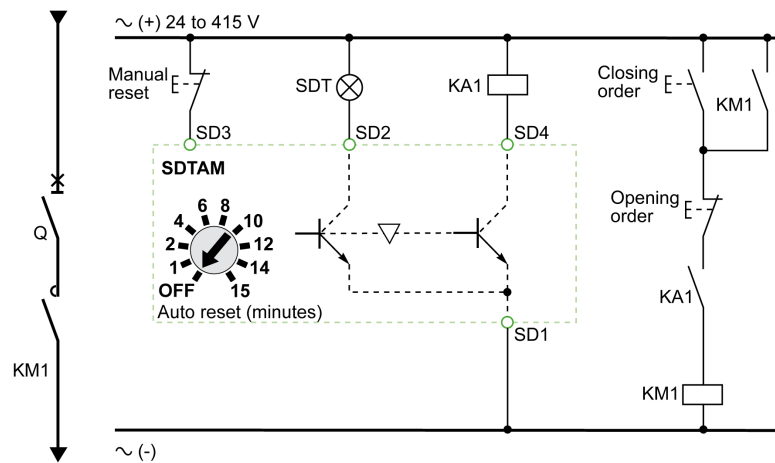 ∼ (+) 24 to 415 V
Manual
reset
SDT
KA1
Closing
order
KM1
SD3
SD2
SD4
SDTAM
Q
6 8
4 10
2 12
1 14
OFF 15
Auto reset (minutes)
SD1
Opening
order
KA1
KM1
KM1
∼ (-)